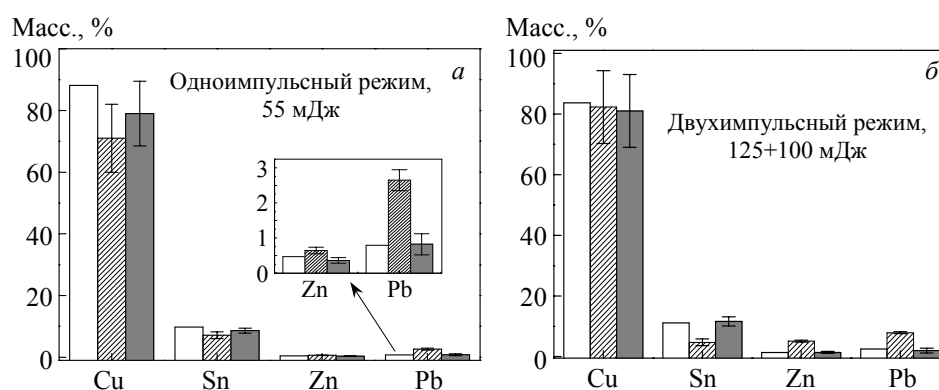 Масс., %
100
80
60
40
20
0
а
Одноимпульсный режим,
55 мДж
3
2
1
0
Zn Pb
Cu Sn Zn Pb
Масс., %
100
80
60
40
20
0
б
Двухимпульсный режим,
125+100 мДж
Cu Sn Zn Pb